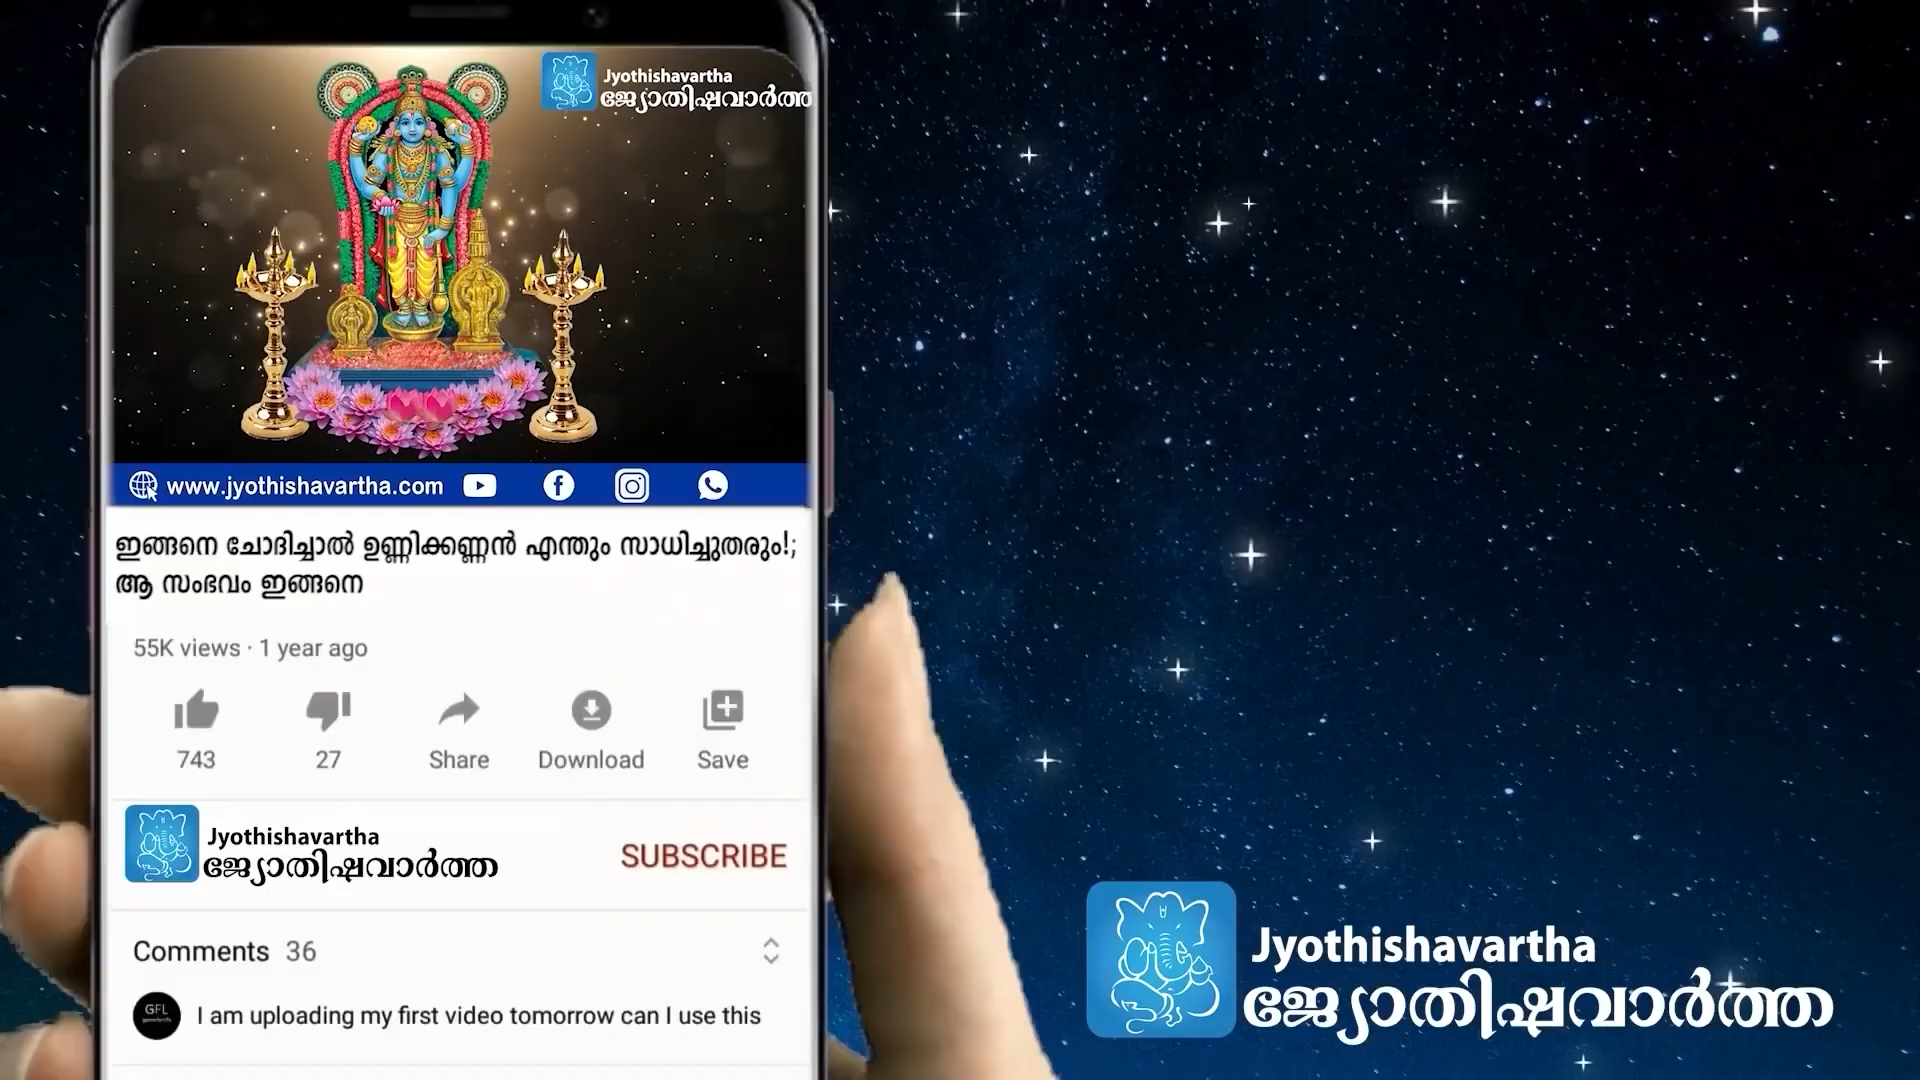 Jyothishavartha
ജ്യോതിഷവാർത്ത
www.jyothishavartha.com
ഇങ്ങനെ ചോദിച്ചാൽ ഉണ്ണിക്കണ്ണൻ എന്തും സാധിച്ചുതരും!;
ആ സംഭവം ഇങ്ങനെ
55K views · 1 year ago
743
27
Share
Download
Save
Jyothishavartha
ജ്യോതിഷവാർത്ത
SUBSCRIBE
Comments 36
GFL
I am uploading my first video tomorrow can I use this
Jyothishavartha
ജ്യോതിഷവാർത്ത